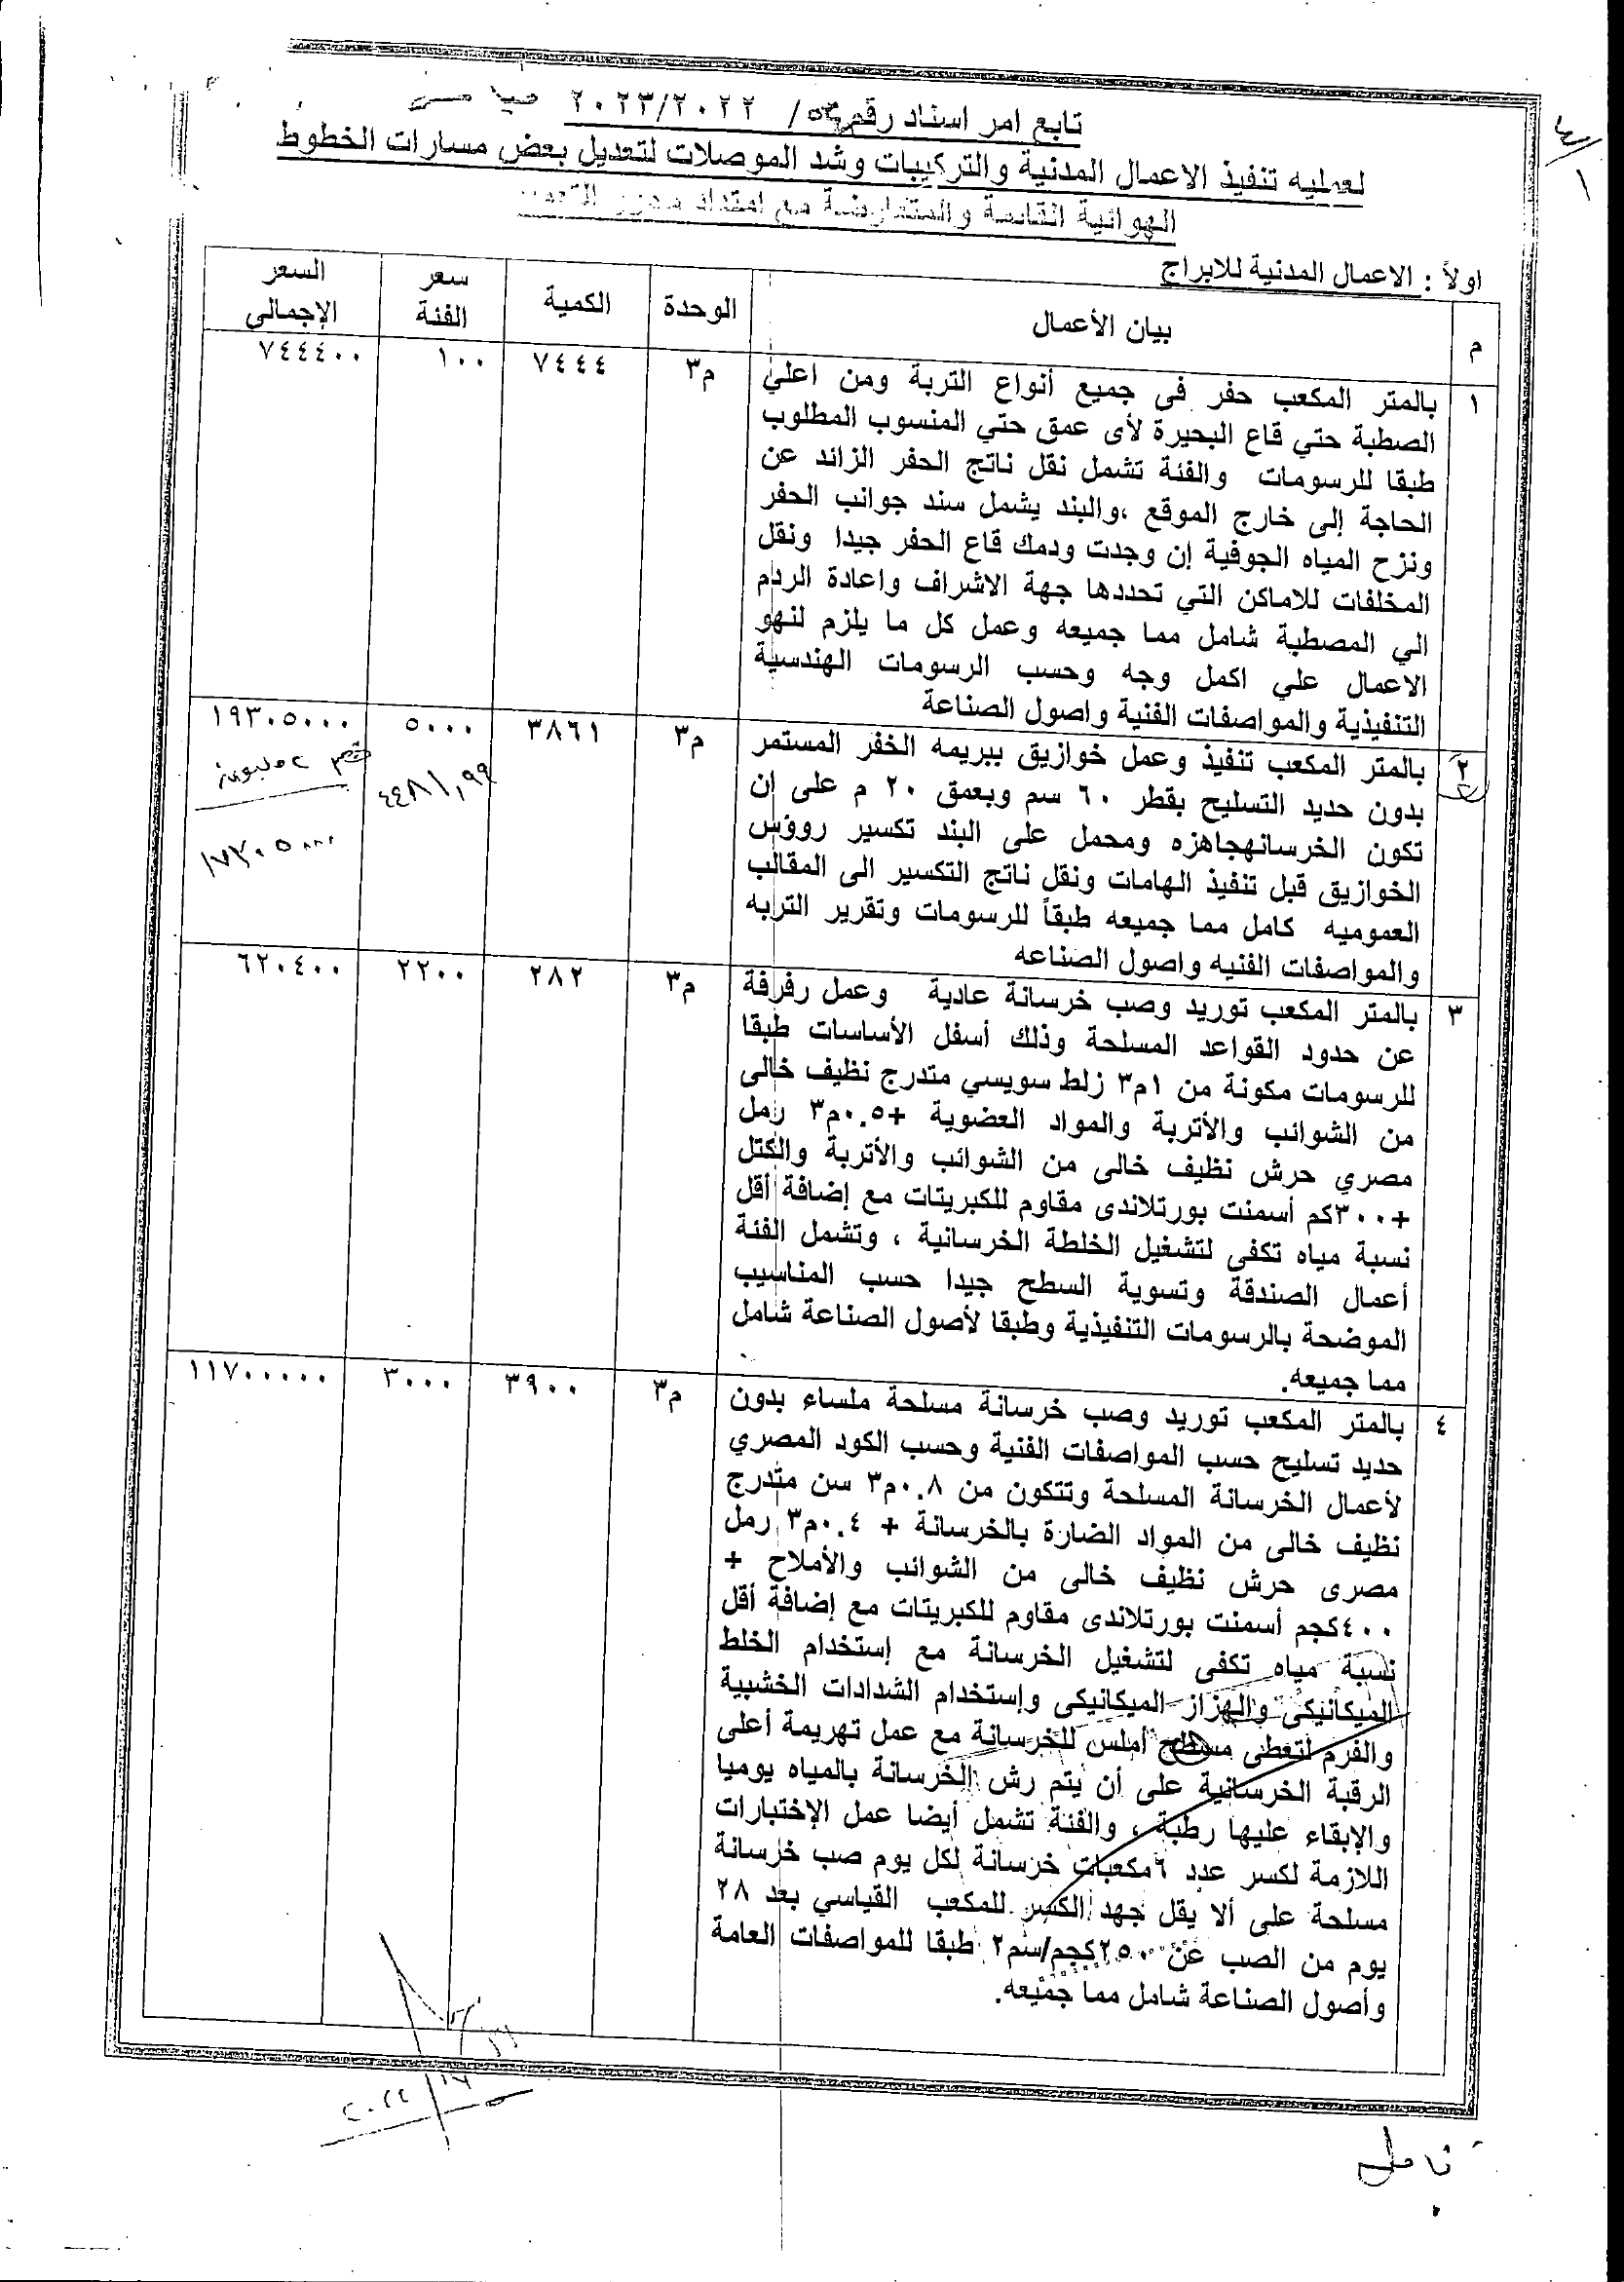 تابع امر اسناد رقم ٥٣ / ٢٠٢٣/٢٠٢٢
لعمليه تنفيذ الاعمال المدنية والتركيبات وشد الموصلات لتعديل بعض مسارات الخطوط
الهوائية القائمة والمتعارضة مع امتداد محور
اولاً : الاعمال المدنية للابراج
م بيان الأعمال الوحدة الكمية سعر الفئة السعر الإجمالى
١ بالمتر المكعب حفر فى جميع أنواع التربة ومن اعلي م٣ ٧٤٤٤ ١٠٠ ٧٤٤٤٠٠
الصطبة حتي قاع البحيرة لأى عمق حتي المنسوب المطلوب
طبقا للرسومات والفئة تشمل نقل ناتج الحفر الزائد عن
الحاجة إلى خارج الموقع ،والبند يشمل سند جوانب الحفر
ونزح المياه الجوفية إن وجدت ودمك قاع الحفر جيدا ونقل
المخلفات للاماكن التي تحددها جهة الاشراف واعادة الردم
الي المصطبة شامل مما جميعه وعمل كل ما يلزم لنهو
الاعمال علي اكمل وجه وحسب الرسومات الهندسية
التنفيذية والمواصفات الفنية واصول الصناعة
٢ بالمتر المكعب تنفيذ وعمل خوازيق ببريمه الخفر المستمر م٣ ٣٨٦١ ٥٠٠٠ ١٩٣٠٥٠٠٠
بدون حديد التسليح بقطر ٦٠ سم وبعمق ٢٠ م على ان
تكون الخرسانهجاهزه ومحمل على البند تكسير رووس
الخوازيق قبل تنفيذ الهامات ونقل ناتج التكسير الى المقالب
العموميه كامل مما جميعه طبقاً للرسومات وتقرير التربه
والمواصفات الفنيه واصول الصناعه
خصم ٢ مليون
٤٤٨١,٩٩
١٧٣٠٥٠٠٠
٣ بالمتر المكعب توريد وصب خرسانة عادية وعمل رفرفة م٣ ٢٨٢ ٢٢٠٠ ٦٢٠٤٠٠
عن حدود القواعد المسلحة وذلك أسفل الأساسات طبقا
للرسومات مكونة من ١م٣ زلط سويسي متدرج نظيف خالى
من الشوائب والأتربة والمواد العضوية +٠.٥م٣ رمل
مصري حرش نظيف خالى من الشوائب والأتربة والكتل
+٣٠٠كم أسمنت بورتلاندى مقاوم للكبريتات مع إضافة أقل
نسبة مياه تكفى لتشغيل الخلطة الخرسانية ، وتشمل الفئة
أعمال الصندقة وتسوية السطح جيدا حسب المناسيب
الموضحة بالرسومات التنفيذية وطبقا لأصول الصناعة شامل
مما جميعه.
٤ بالمتر المكعب توريد وصب خرسانة مسلحة ملساء بدون م٣ ٣٩٠٠ ٣٠٠٠ ١١٧٠٠٠٠٠
حديد تسليح حسب المواصفات الفنية وحسب الكود المصري
لأعمال الخرسانة المسلحة وتتكون من ٠.٨م٣ سن متدرج
نظيف خالى من المواد الضارة بالخرسانة + ٠.٤م٣ رمل
مصرى حرش نظيف خالى من الشوائب والأملاح +
٤٠٠كجم أسمنت بورتلاندى مقاوم للكبريتات مع إضافة أقل
نسبة مياه تكفى لتشغيل الخرسانة مع إستخدام الخلط
الميكانيكى والهزاز الميكانيكى وإستخدام الشدادات الخشبية
والفرم لتعطى مسطح أملس للخرسانة مع عمل تهريمة أعلى
الرقبة الخرسانية على أن يتم رش الخرسانة بالمياه يوميا
والإبقاء عليها رطبة ، والفئة تشمل أيضا عمل الإختبارات
اللازمة لكسر عدد ٦مكعبات خرسانة لكل يوم صب خرسانة
مسلحة على ألا يقل جهد الكسر للمكعب القياسي بعد ٢٨
يوم من الصب عن ٢٥٠كجم/سم٢ طبقا للمواصفات العامة
وأصول الصناعة شامل مما جميعه.